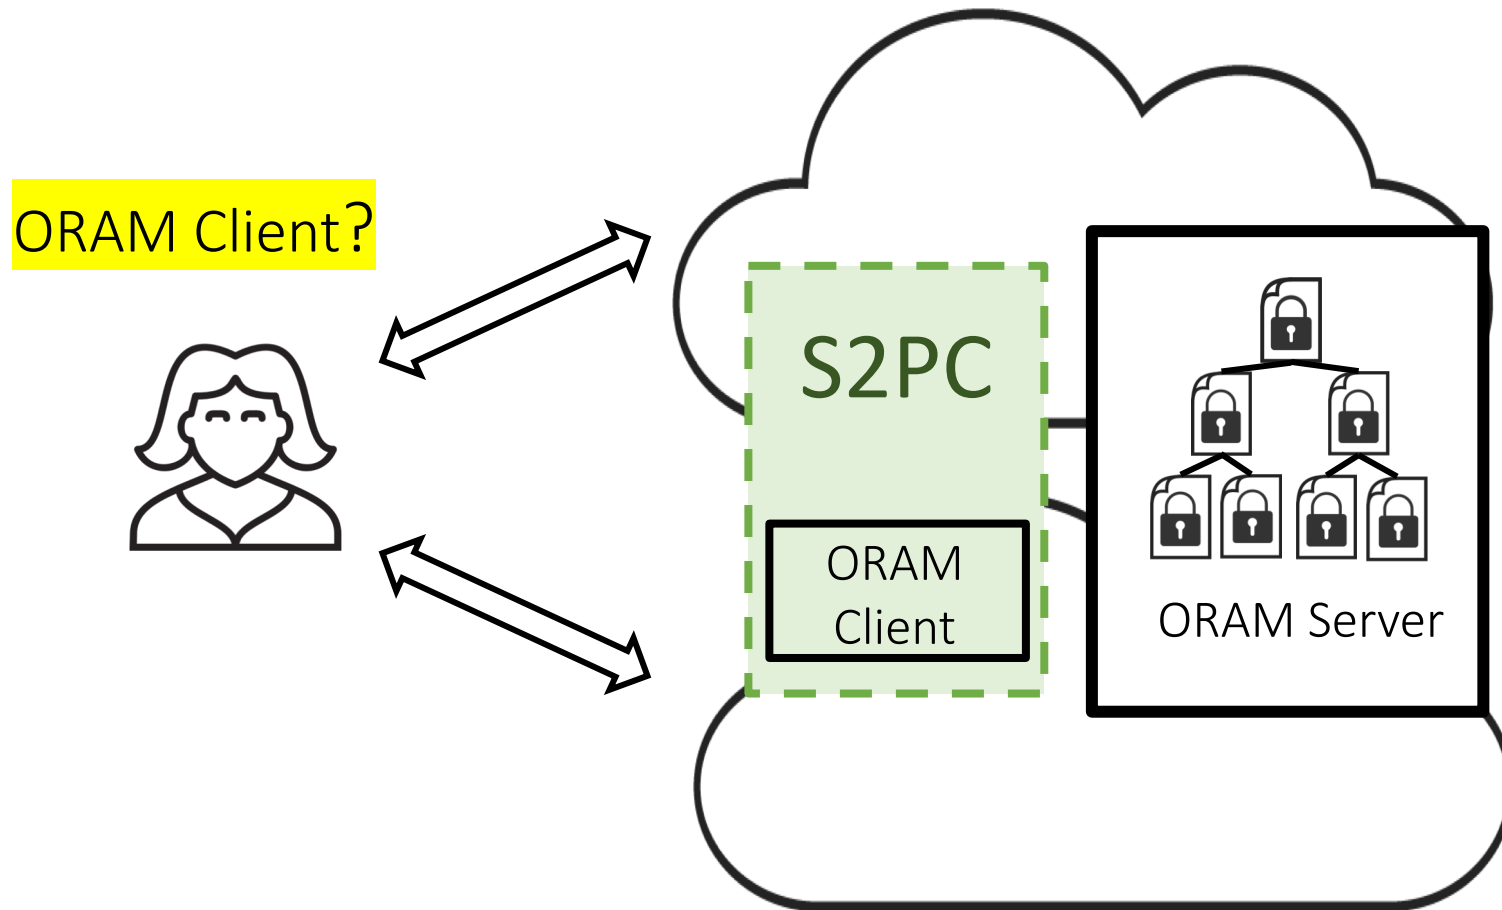 ORAM Client?
S2PC
ORAM
Client
ORAM Server